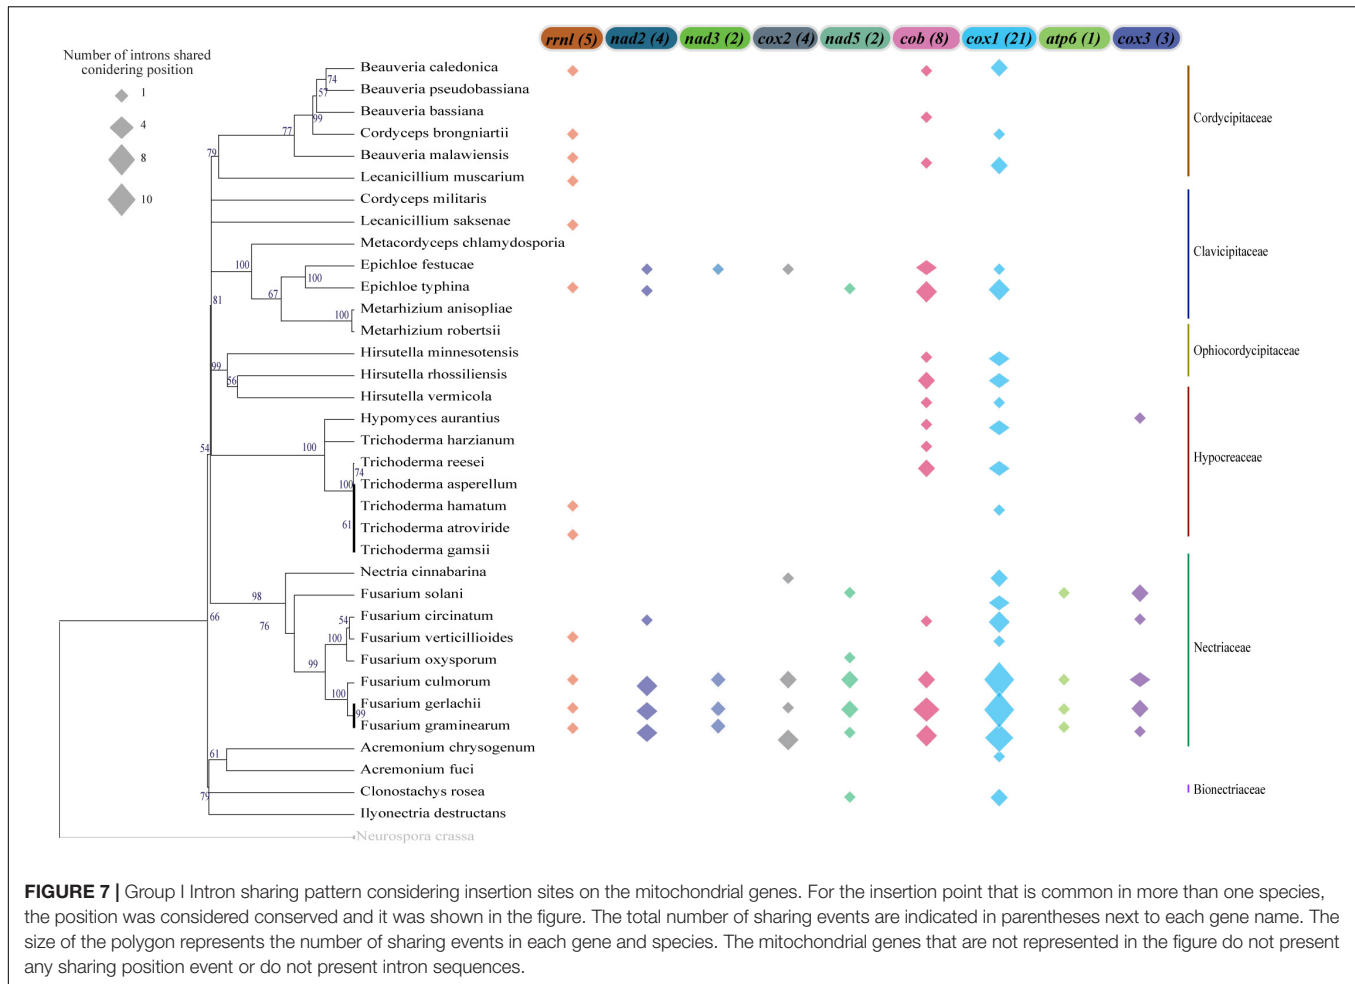 rrnl (5) nad2 (4) nad3 (2) cox2 (4) nad5 (2) cob (8) cox1 (21) atp6 (1) cox3 (3)
Number of introns shared
conidering position
1
4
8
10
Beauveria caledonica
74
Beauveria pseudobassiana
57
Beauveria bassiana
99
Cordyceps brongniartii
77
Beauveria malawiensis
79
Lecanicillium muscarium
Cordyceps militaris
Lecanicillium saksenae
Metacordyceps chlamydosporia
100
Epichloe festucae
100
Epichloe typhina
67
81
Metarhizium anisopliae
100
Metarhizium robertsii
Hirsutella minnesotensis
99
Hirsutella rhossiliensis
56
Hirsutella vermicola
Hypomyces aurantius
54
100
Trichoderma harzianum
Trichoderma reesei
74
Trichoderma asperellum
100
Trichoderma hamatum
61
Trichoderma atroviride
Trichoderma gamsii
Nectria cinnabarina
98
Fusarium solani
66
76
Fusarium circinatum
54
Fusarium verticillioides
100
Fusarium oxysporum
99
Fusarium culmorum
100
Fusarium gerlachii
99
Fusarium graminearum
Acremonium chrysogenum
61
Acremonium fuci
Clonostachys rosea
79
Ilyonectria destructans
Neurospora crassa
Cordycipitaceae
Clavicipitaceae
Ophiocordycipitaceae
Hypocreaceae
Nectriaceae
Bionectriaceae
FIGURE 7 | Group I Intron sharing pattern considering insertion sites on the mitochondrial genes. For the insertion point that is common in more than one species,
the position was considered conserved and it was shown in the figure. The total number of sharing events are indicated in parentheses next to each gene name. The
size of the polygon represents the number of sharing events in each gene and species. The mitochondrial genes that are not represented in the figure do not present
any sharing position event or do not present intron sequences.